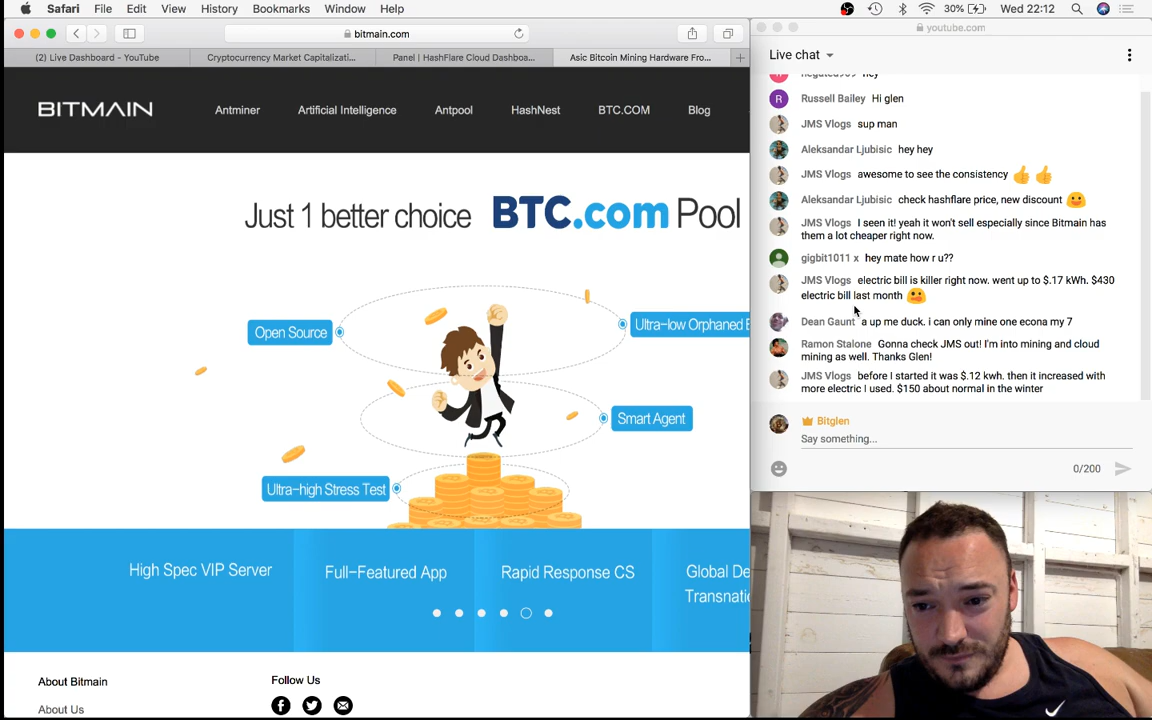 Safari File Edit View History Bookmarks Window Help 30% Wed 22:12
bitmain.com
youtube.com
(2) Live Dashboard - YouTube
Cryptocurrency Market Capitalizati...
Panel | HashFlare Cloud Dashboa...
Asic Bitcoin Mining Hardware Fro...
BITMAIN
Antminer Artificial Intelligence Antpool HashNest BTC.COM Blog
Just 1 better choice BTC.com Pool
Open Source
Ultra-low Orphaned B
Smart Agent
Ultra-high Stress Test
High Spec VIP Server
Full-Featured App
Rapid Response CS
Global De
Transnatio
About Bitmain
Follow Us
About Us
Live chat
hey
Russell Bailey Hi glen
JMS Vlogs sup man
Aleksandar Ljubisic hey hey
JMS Vlogs awesome to see the consistency
Aleksandar Ljubisic check hashflare price, new discount
JMS Vlogs I seen it! yeah it won't sell especially since Bitmain has
them a lot cheaper right now.
gigbit1011 x hey mate how r u??
JMS Vlogs electric bill is killer right now. went up to $.17 kWh. $430
electric bill last month
Dean Gaunt a up me duck. i can only mine one econa my 7
Ramon Stalone Gonna check JMS out! I'm into mining and cloud
mining as well. Thanks Glen!
JMS Vlogs before I started it was $.12 kwh. then it increased with
more electric I used. $150 about normal in the winter
Bitglen
Say something...
0/200